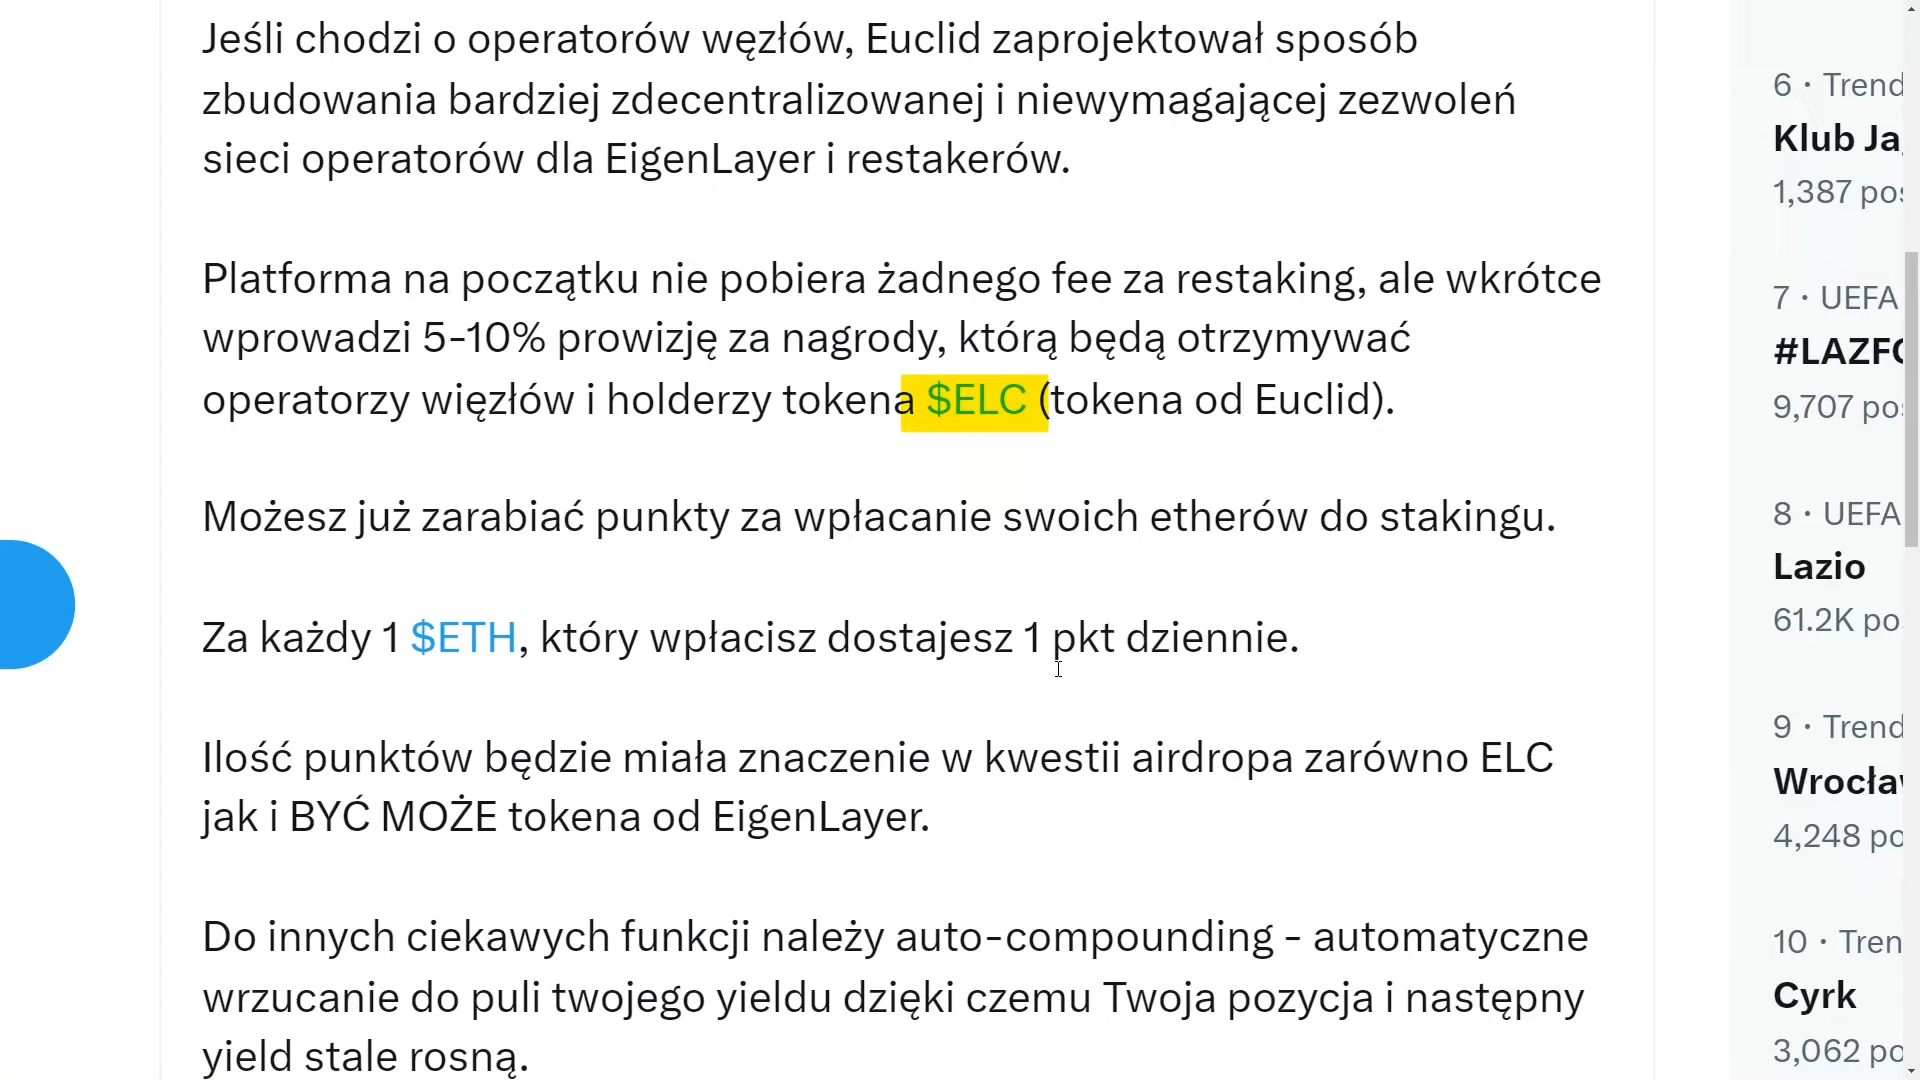 Jeśli chodzi o operatorów węzłów, Euclid zaprojektował sposób
zbudowania bardziej zdecentralizowanej i niewymagającej zezwoleń
sieci operatorów dla EigenLayer i restakerów.
Platforma na początku nie pobiera żadnego fee za restaking, ale wkrótce
wprowadzi 5-10% prowizję za nagrody, którą będą otrzymywać
operatorzy więzłów i holderzy tokena $ELC (tokena od Euclid).
Możesz już zarabiać punkty za wpłacanie swoich etherów do stakingu.
Za każdy 1 $ETH, który wpłacisz dostajesz 1 pkt dziennie.
Ilość punktów będzie miała znaczenie w kwestii airdropa zarówno ELC
jak i BYĆ MOŻE tokena od EigenLayer.
Do innych ciekawych funkcji należy auto-compounding - automatyczne
wrzucanie do puli twojego yieldu dzięki czemu Twoja pozycja i następny
yield stale rosną.
6 · Trend
Klub Ja
1,387 pos
7 · UEFA
#LAZF
9,707 po
8 · UEFA
Lazio
61.2K po
9 · Trend
Wrocła
4,248 po
10 · Tren
Cyrk
3,062 po